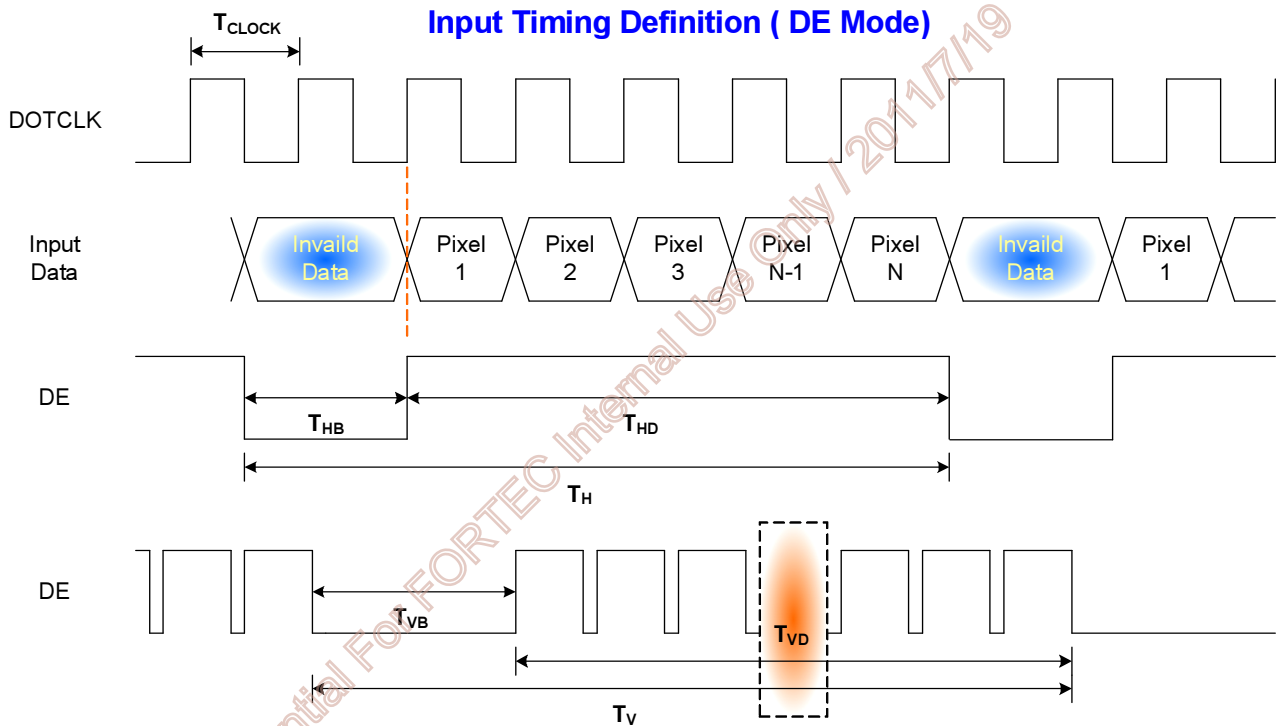 Input Timing Definition ( DE Mode)
TCLOCK
DOTCLK
Input
Data
Invaild
Data
Pixel
1
Pixel
2
Pixel
3
Pixel
N-1
Pixel
N
Invaild
Data
Pixel
1
DE
THB
THD
TH
DE
TVB
TVD
TV
For FORTEC Internal Use Only / 2011/7/19